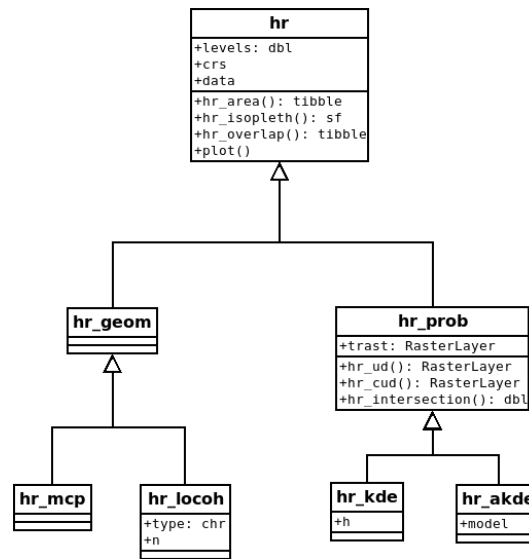 hr
+levels: dbl
+crs
+data
+hr_area(): tibble
+hr_isopleth(): sf
+hr_overlap(): tibble
+plot()
hr_geom
hr_prob
+trast: RasterLayer
+hr_ud(): RasterLayer
+hr_cud(): RasterLayer
+hr_intersection(): dbl
hr_mcp
hr_locoh
+type: chr
+n
hr_kde
+h
hr_akde
+model